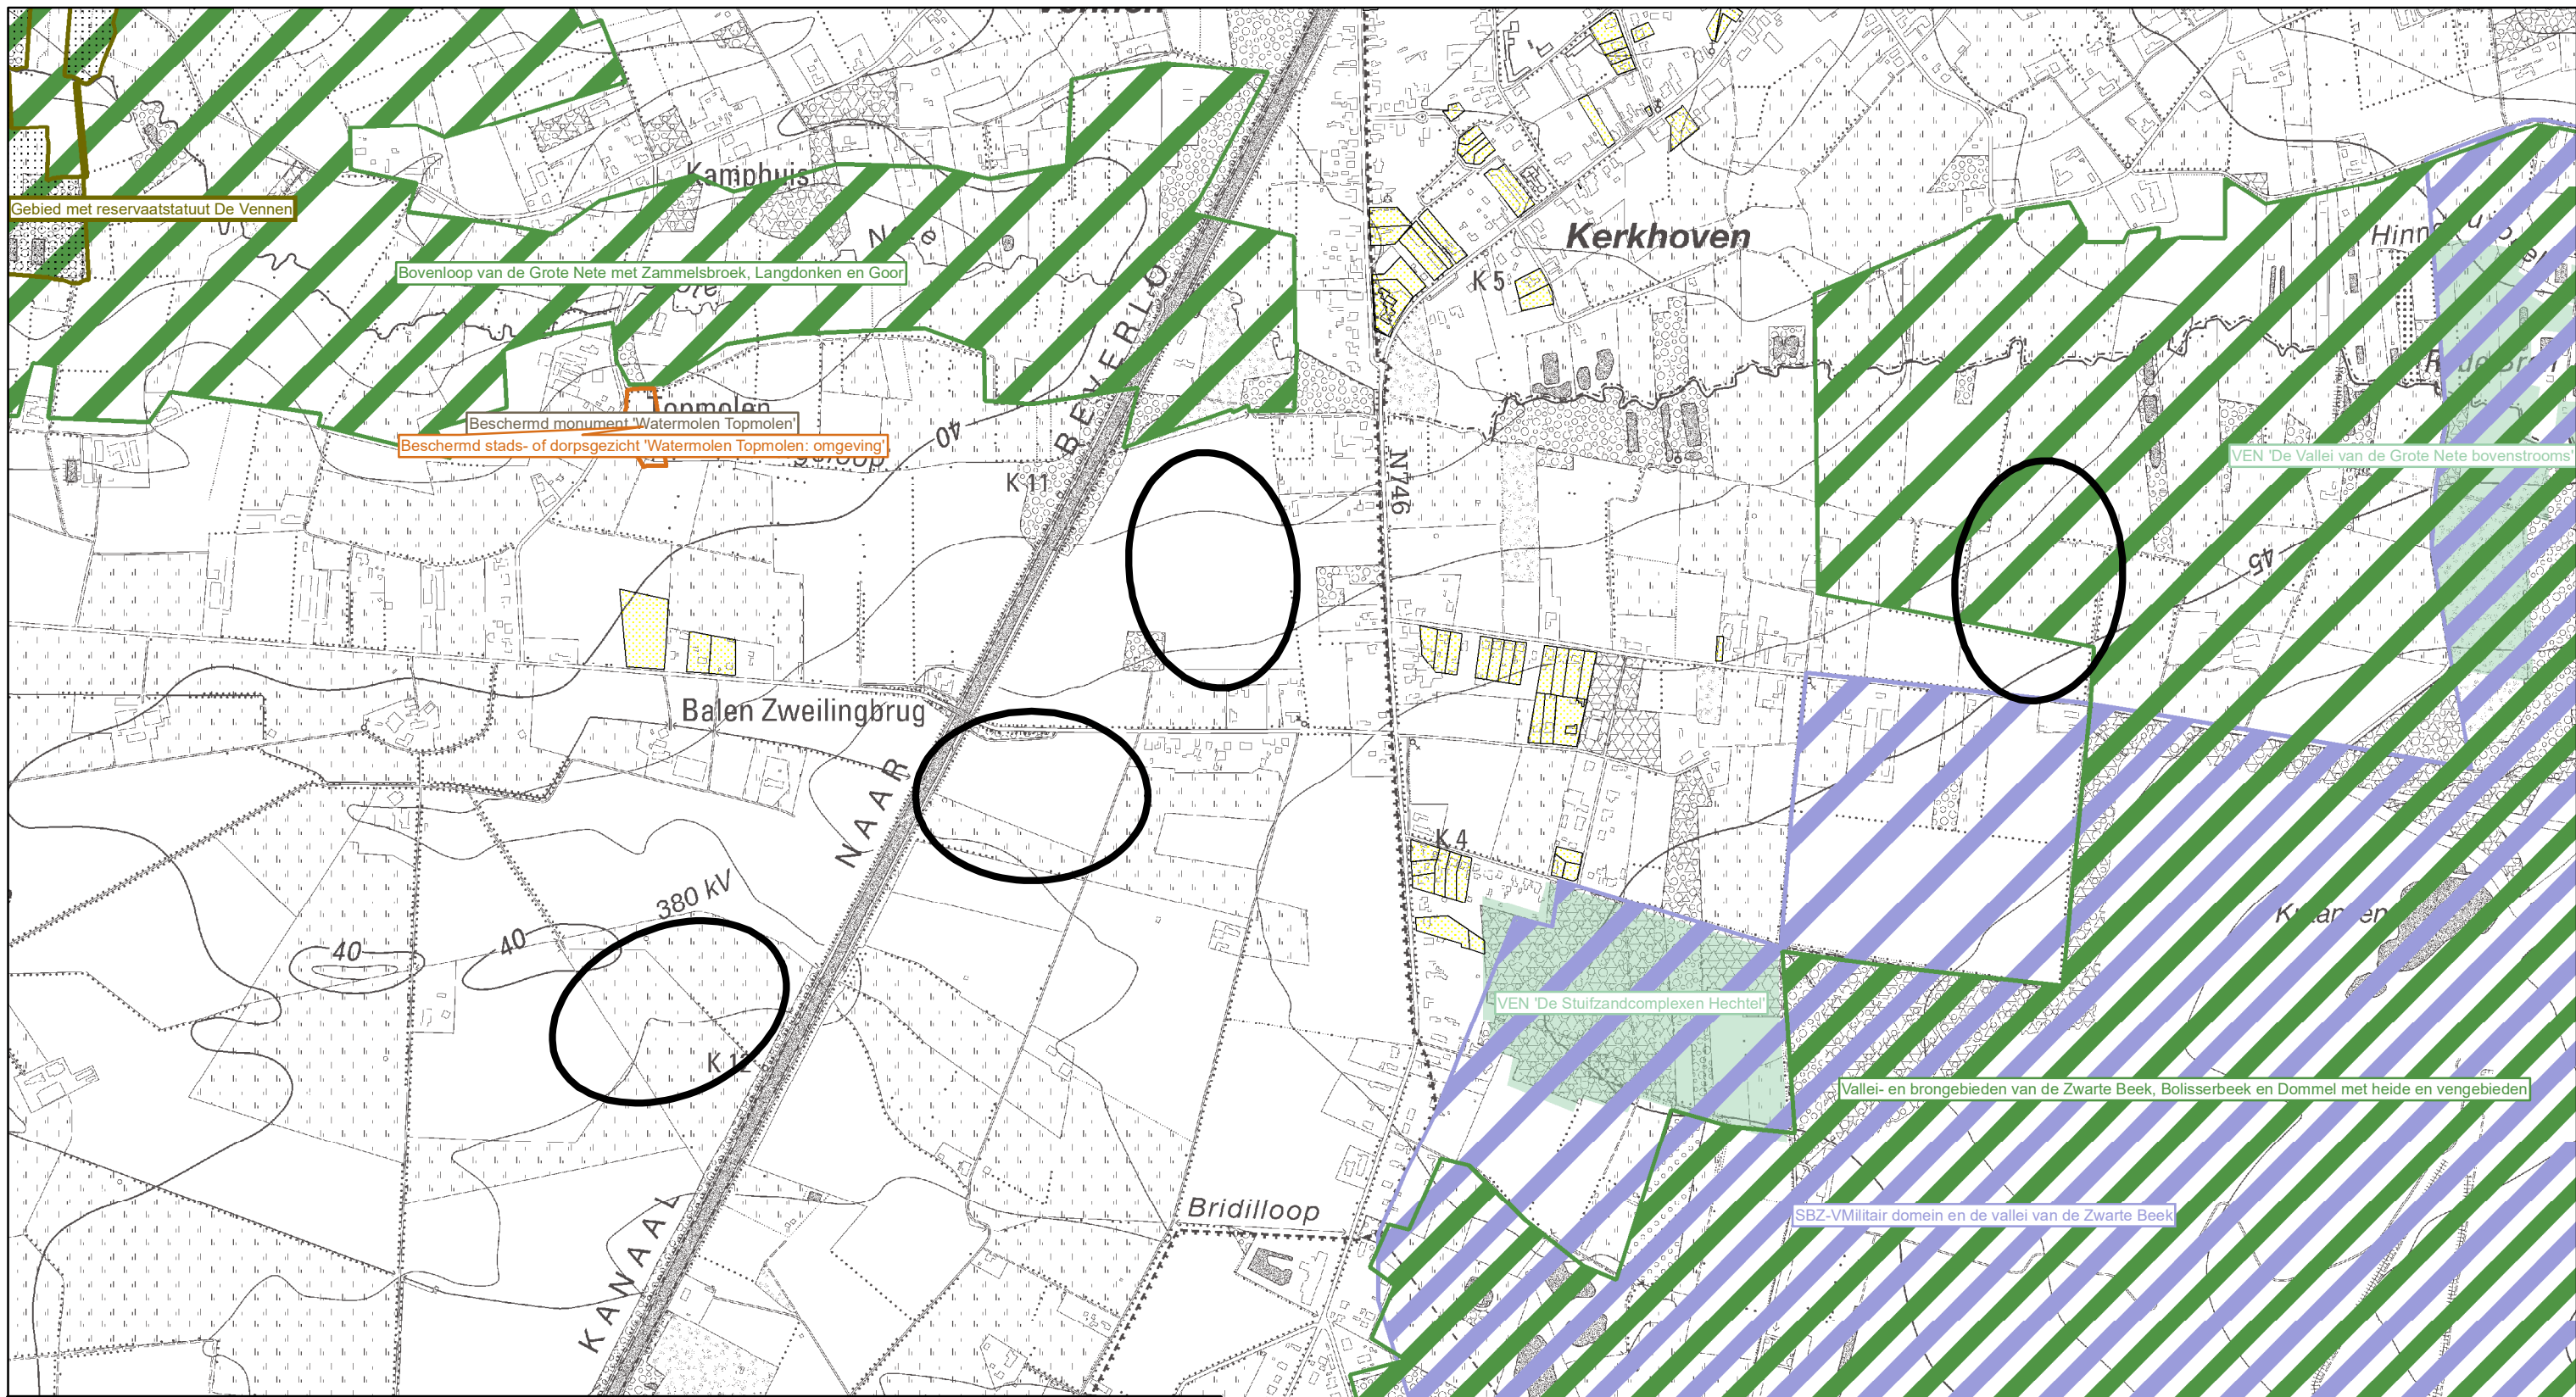 Kamphuis
Gebied met reservaatstatuut De Vennen
Kerkhoven
Bovenloop van de Grote Nete met Zammelsbroek, Langdonken en Goor
K 5
BEVERLO
Topmolen
Beschermd monument 'Watermolen Topmolen'
Beschermd stads- of dorpsgezicht 'Watermolen Topmolen: omgeving'
40
VEN 'De Vallei van de Grote Nete bovenstrooms'
K 11
N746
45
Balen Zweilingbrug
NAAR
K 4
380 kV
40
40
VEN 'De Stuifzandcomplexen Hechtel'
K 12
Vallei- en brongebieden van de Zwarte Beek, Bolisserbeek en Dommel met heide en vengebieden
KANAAL
Bridilloop
SBZ-VMilitair domein en de vallei van de Zwarte Beek